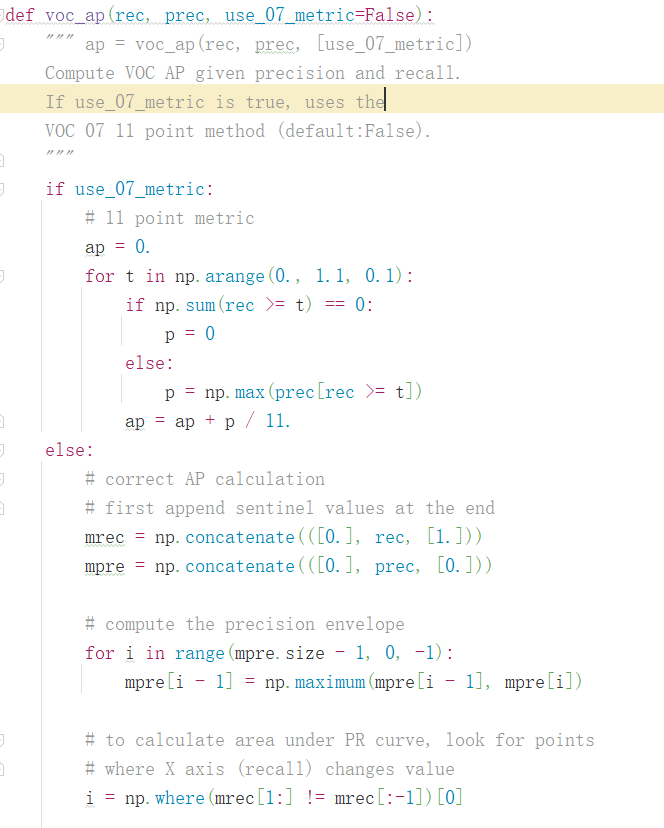 def voc_ap(rec, prec, use_07_metric=False):
    """ ap = voc_ap(rec, prec, [use_07_metric])
    Compute VOC AP given precision and recall.
    If use_07_metric is true, uses the
    VOC 07 11 point method (default:False).
    """
    if use_07_metric:
        # 11 point metric
        ap = 0.
        for t in np.arange(0., 1.1, 0.1):
            if np.sum(rec >= t) == 0:
                p = 0
            else:
                p = np.max(prec[rec >= t])
            ap = ap + p / 11.
    else:
        # correct AP calculation
        # first append sentinel values at the end
        mrec = np.concatenate(([0.], rec, [1.]))
        mpre = np.concatenate(([0.], prec, [0.]))

        # compute the precision envelope
        for i in range(mpre.size - 1, 0, -1):
            mpre[i - 1] = np.maximum(mpre[i - 1], mpre[i])

        # to calculate area under PR curve, look for points
        # where X axis (recall) changes value
        i = np.where(mrec[1:] != mrec[:-1])[0]